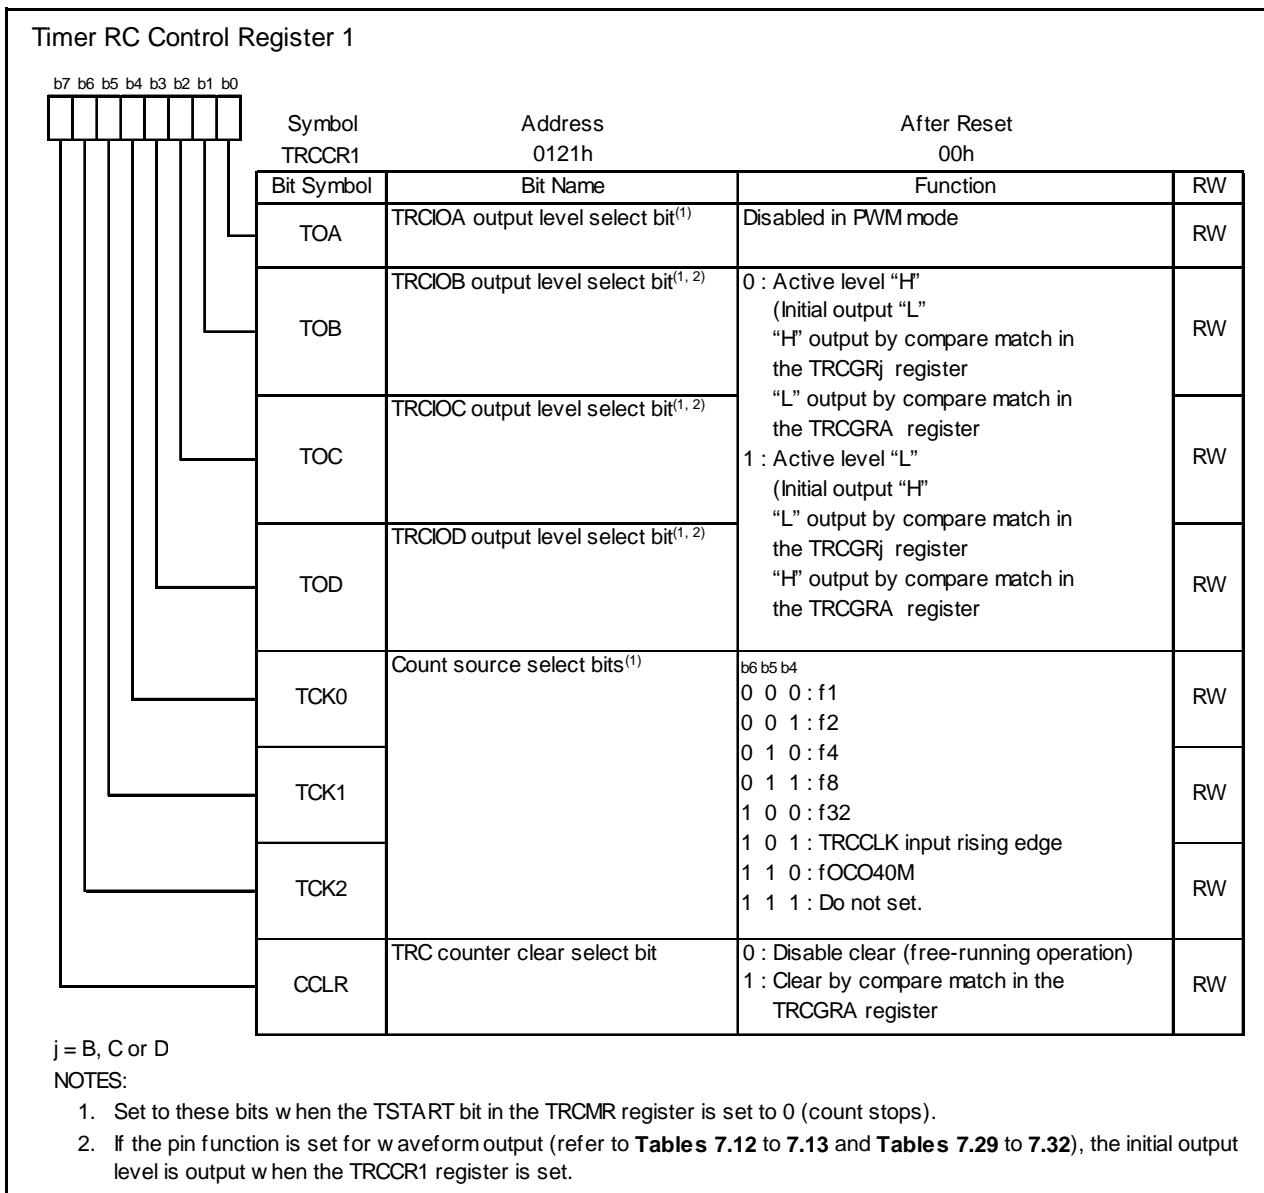 Timer RC Control Register 1
b7 b6 b5 b4 b3 b2 b1 b0
Symbol Address After Reset
TRCCR1 0121h 00h
Bit Symbol Bit Name Function RW
TOA TRCIOA output level select bit(1) Disabled in PWM mode RW
TOB TRCIOB output level select bit(1, 2) RW
TOC TRCIOC output level select bit(1, 2) RW
TOD TRCIOD output level select bit(1, 2) RW
0 : Active level “H”
(Initial output “L”
“H” output by compare match in
the TRCGRj register
“L” output by compare match in
the TRCGRA register
1 : Active level “L”
(Initial output “H”
“L” output by compare match in
the TRCGRj register
“H” output by compare match in
the TRCGRA register
TCK0 Count source select bits(1) RW
TCK1 RW
TCK2 RW
b6 b5 b4
0 0 0 : f1
0 0 1 : f2
0 1 0 : f4
0 1 1 : f8
1 0 0 : f32
1 0 1 : TRCCLK input rising edge
1 1 0 : fOCO40M
1 1 1 : Do not set.
CCLR TRC counter clear select bit RW
0 : Disable clear (free-running operation)
1 : Clear by compare match in the
TRCGRA register
j = B, C or D
NOTES:
1. Set to these bits when the TSTART bit in the TRCMR register is set to 0 (count stops).
2. If the pin function is set for waveform output (refer to Tables 7.12 to 7.13 and Tables 7.29 to 7.32), the initial output
level is output when the TRCCR1 register is set.